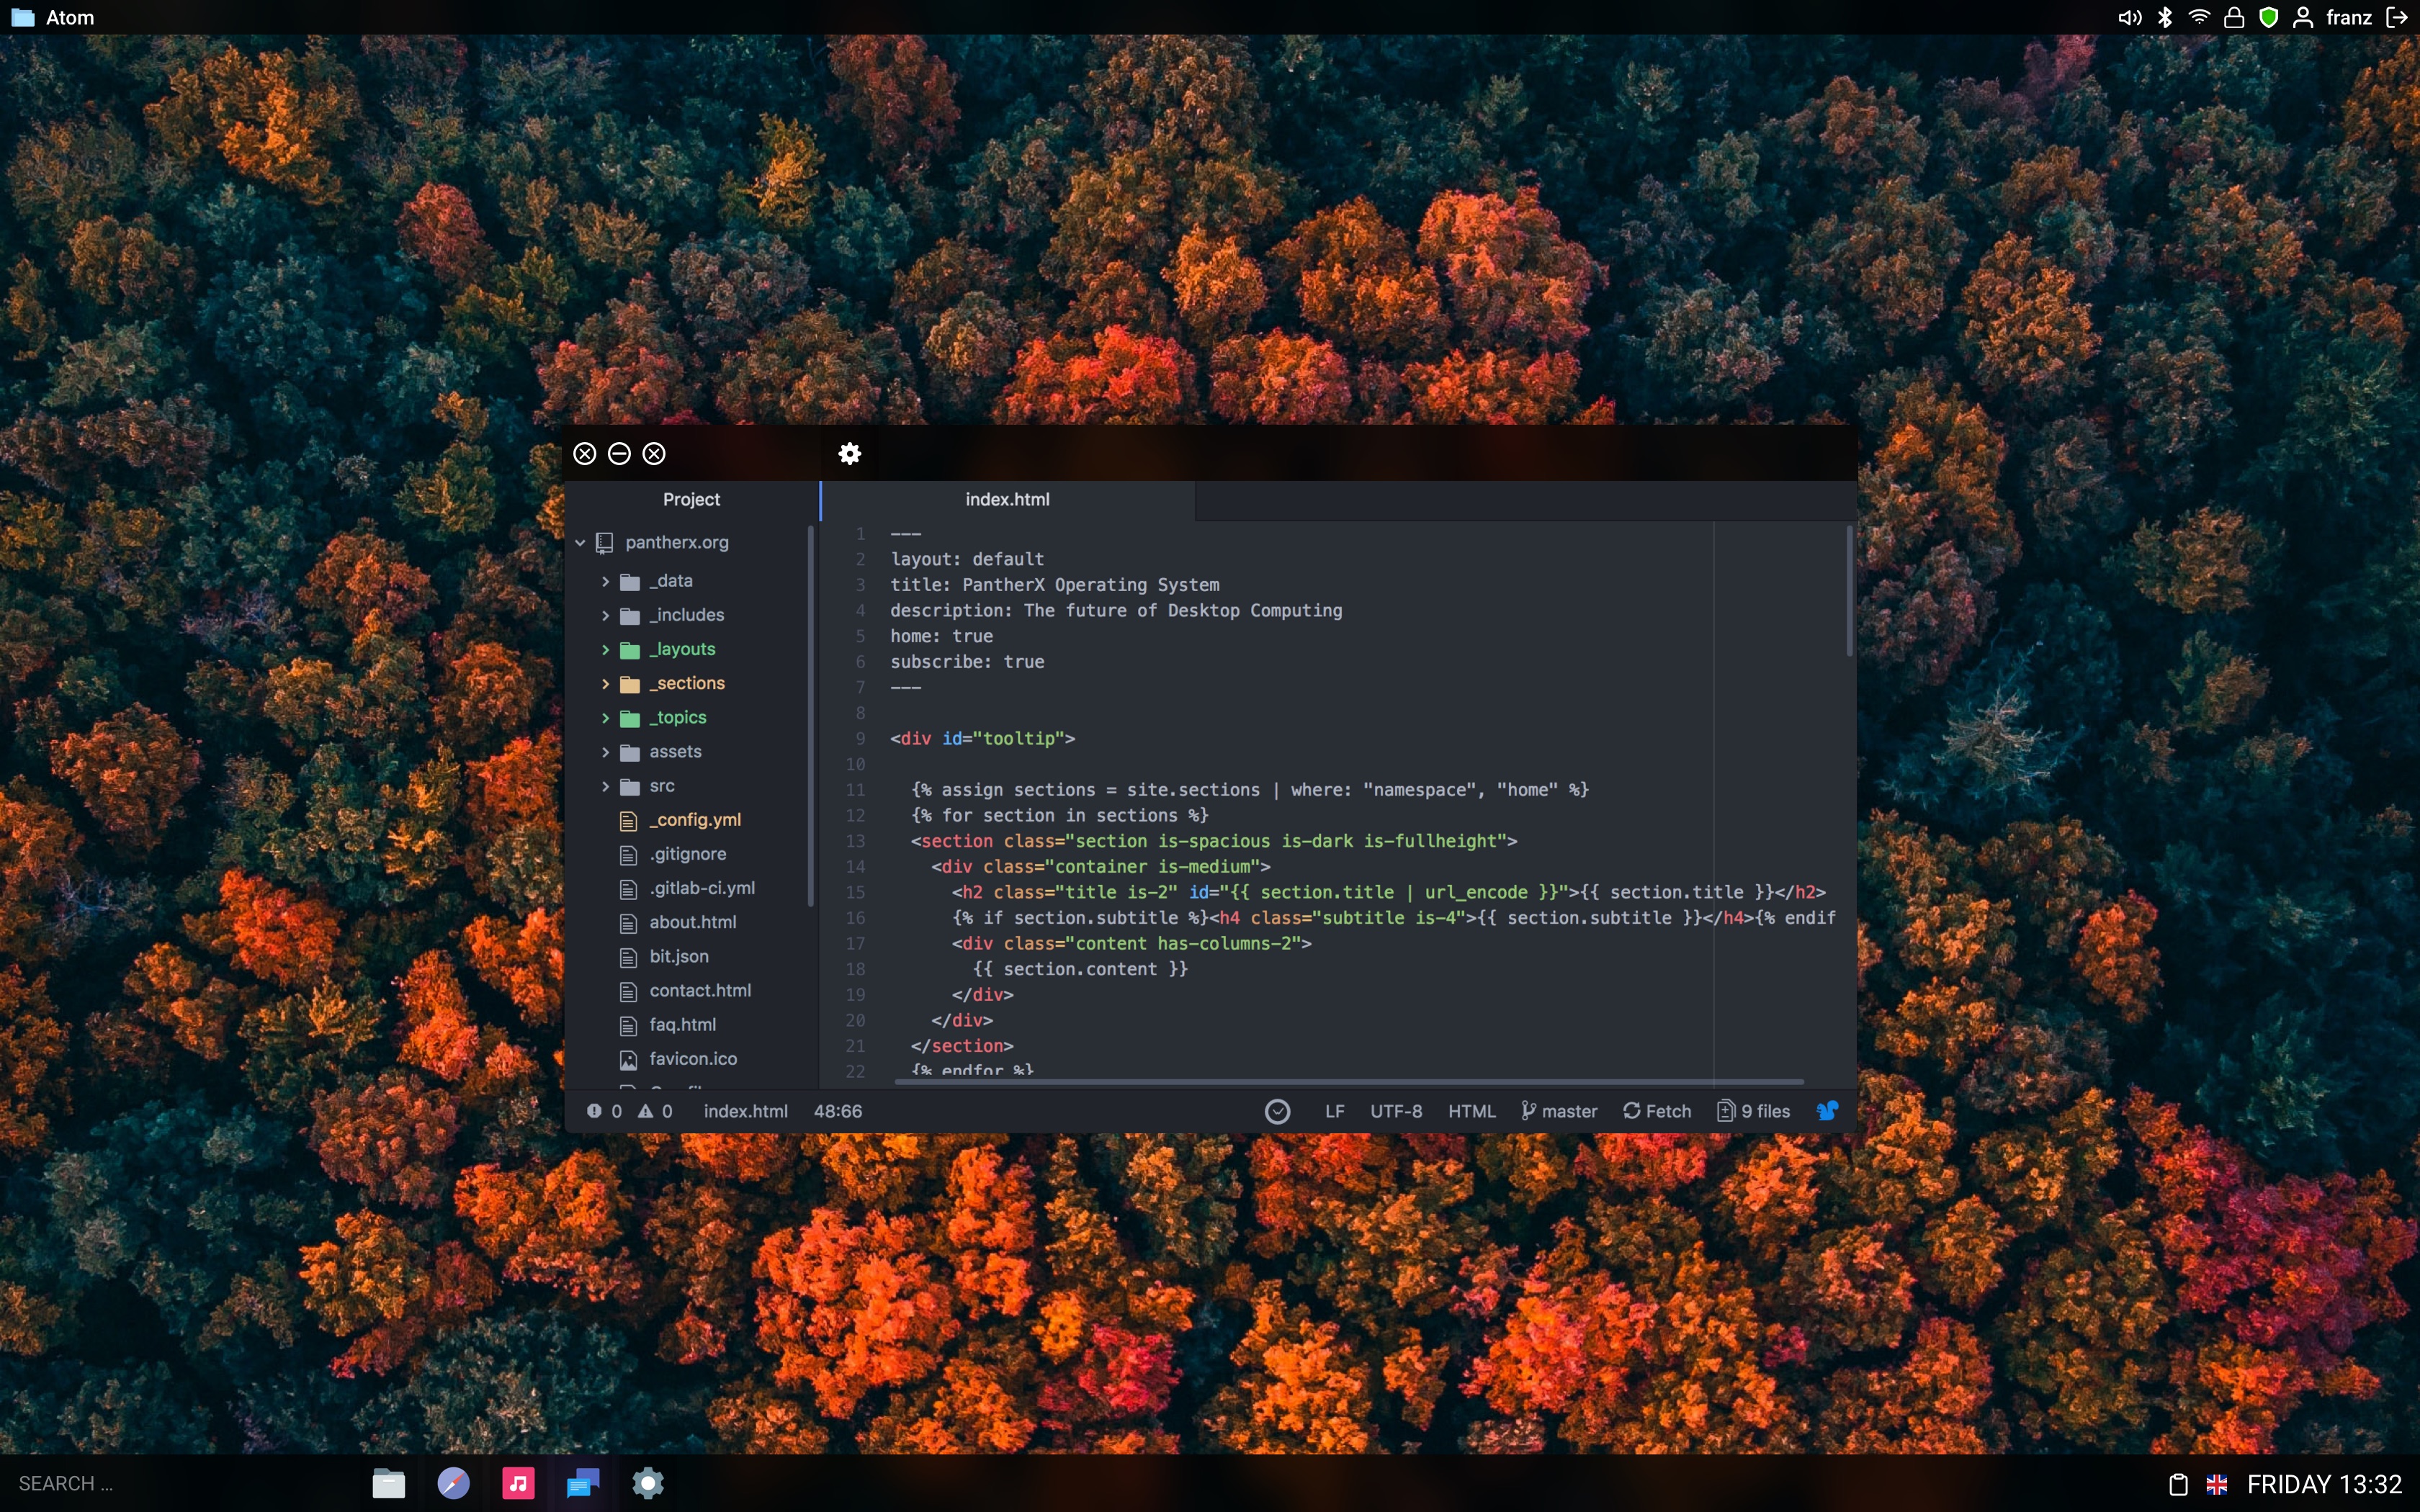 Atom
franz
Project
index.html
pantherx.org
_data
_includes
_layouts
_sections
_topics
assets
src
_config.yml
.gitignore
.gitlab-ci.yml
about.html
bit.json
contact.html
faq.html
favicon.ico
1 ---
2 layout: default
3 title: PantherX Operating System
4 description: The future of Desktop Computing
5 home: true
6 subscribe: true
7 ---
8
9 <div id="tooltip">
10
11 {% assign sections = site.sections | where: "namespace", "home" %}
12 {% for section in sections %}
13 <section class="section is-spacious is-dark is-fullheight">
14 <div class="container is-medium">
15 <h2 class="title is-2" id="{{ section.title | url_encode }}">{{ section.title }}</h2>
16 {% if section.subtitle %}<h4 class="subtitle is-4">{{ section.subtitle }}</h4>{% endif
17 <div class="content has-columns-2">
18 {{ section.content }}
19 </div>
20 </div>
21 </section>
22 {% endfor %}
0 0 index.html 48:66 LF UTF-8 HTML master Fetch 9 files
SEARCH ...
FRIDAY 13:32